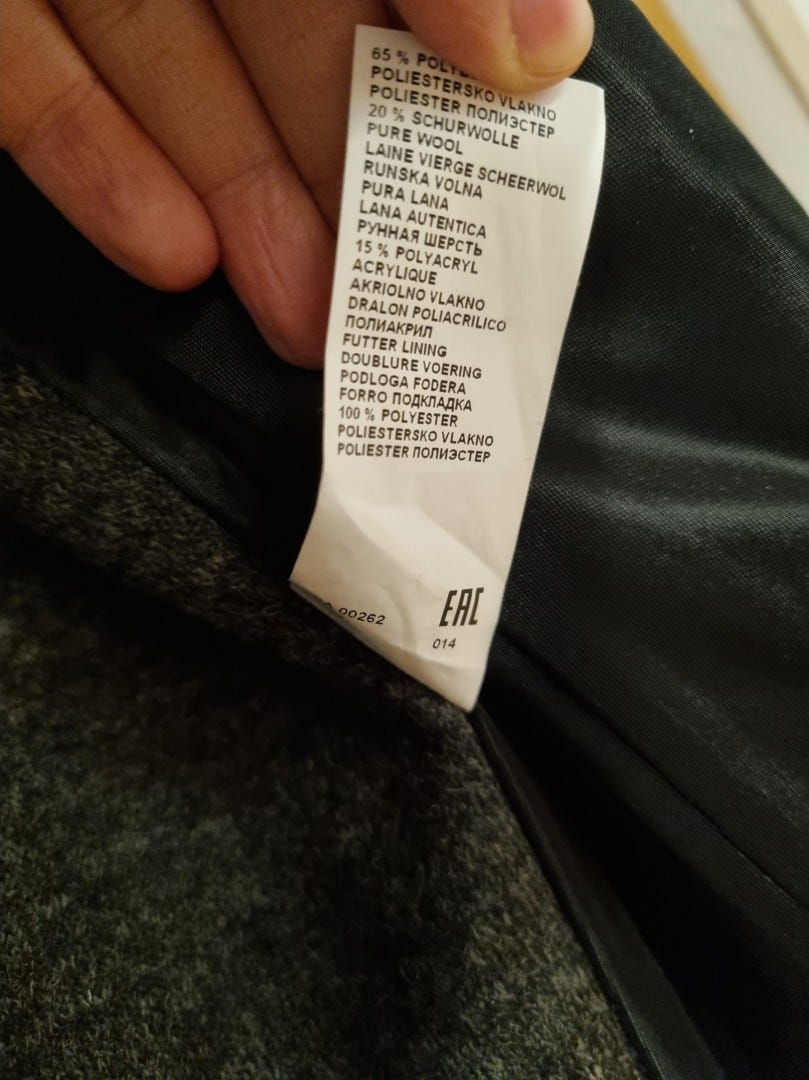 65 %
POLIESTERSKO VLAKNO
POLIESTER ПОЛИЭСТЕР
20 % SCHURWOLLE
PURE WOOL
LAINE VIERGE SCHEERWOL
RUNSKA VOLNA
PURA LANA
LANA AUTENTICA
РУННАЯ ШЕРСТЬ
15 % POLYACRYL
ACRYLIQUE
AKRIOLNO VLAKNO
DRALON POLIACRILICO
ПОЛИАКРИЛ
FUTTER LINING
DOUBLURE VOERING
PODLOGA FODERA
FORRO ПОДКЛАДКА
100 % POLYESTER
POLIESTERSKO VLAKNO
POLIESTER ПОЛИЭСТЕР
00262
EAC
014